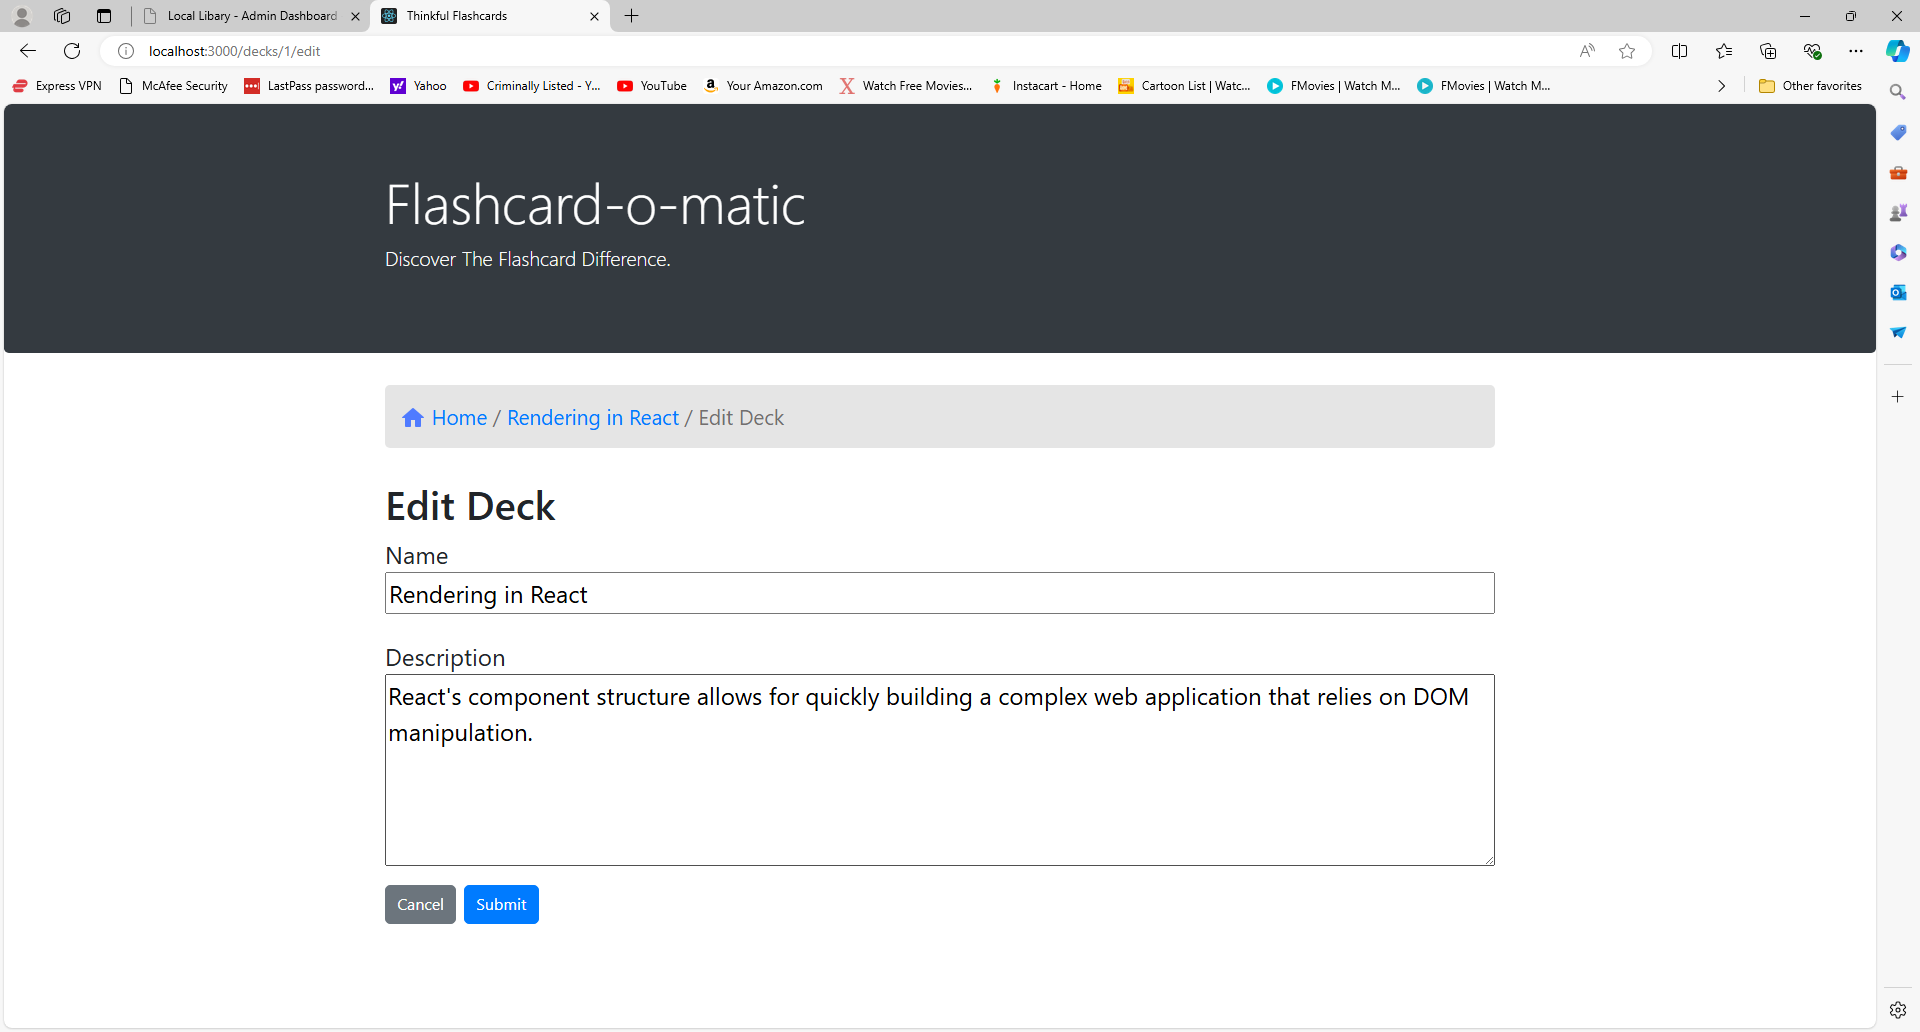 Local Libary - Admin Dashboard
Thinkful Flashcards
localhost:3000/decks/1/edit
Express VPN
McAfee Security
LastPass password...
Yahoo
Criminally Listed - Y...
YouTube
Your Amazon.com
Watch Free Movies...
Instacart - Home
Cartoon List | Watc...
FMovies | Watch M...
FMovies | Watch M...
Other favorites
Flashcard-o-matic
Discover The Flashcard Difference.
Home / Rendering in React / Edit Deck
Edit Deck
Name
Rendering in React
Description
React's component structure allows for quickly building a complex web application that relies on DOM
manipulation.
Cancel
Submit